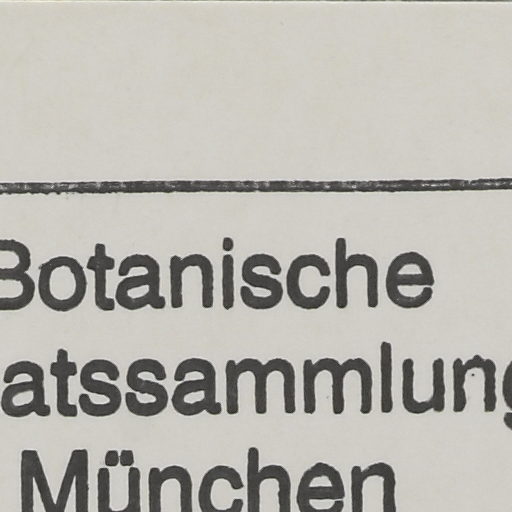 Botanische
atssammlung
München